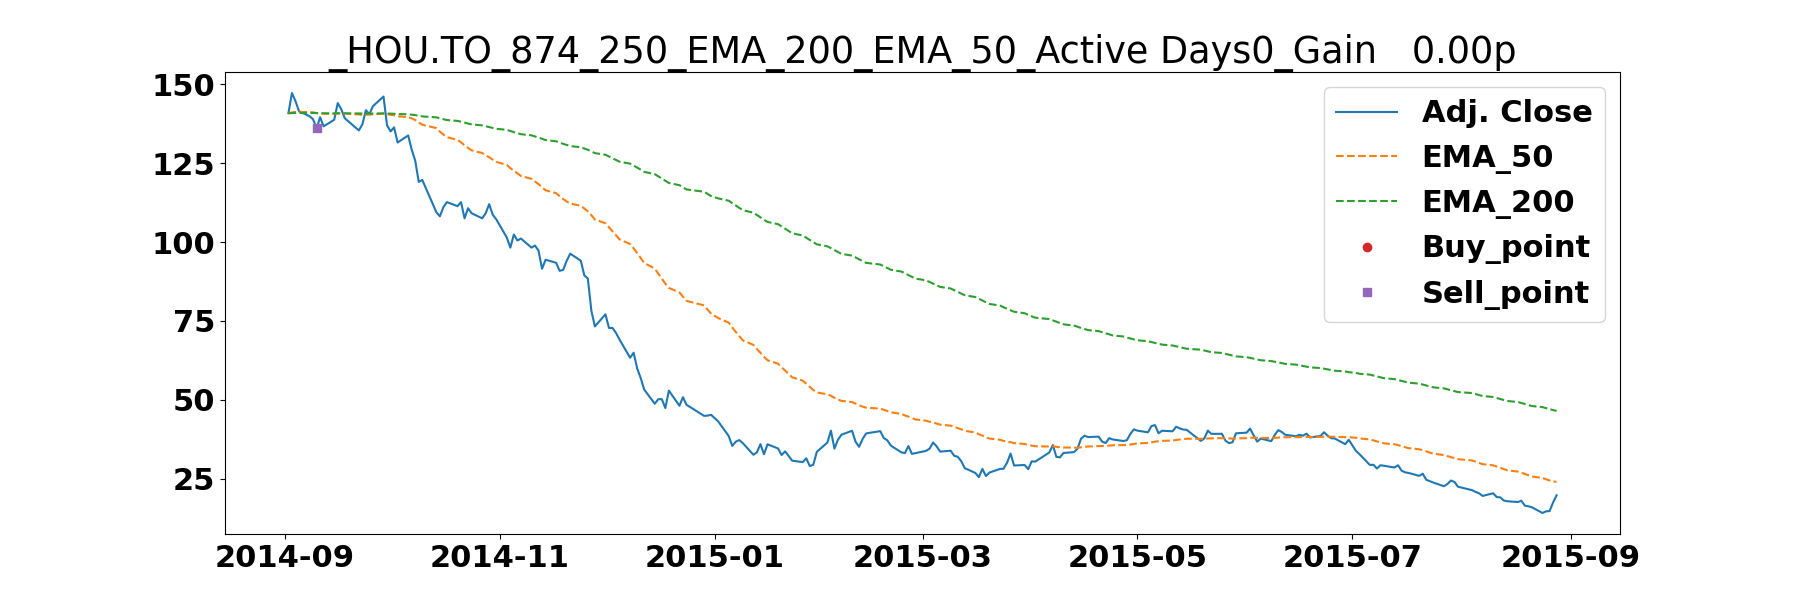 _HOU.TO_874_250_EMA_200_EMA_50_Active Days0_Gain   0.00p
150
125
100
75
50
25
Adj. Close
EMA_50
EMA_200
Buy_point
Sell_point
2014-09 2014-11 2015-01 2015-03 2015-05 2015-07 2015-09